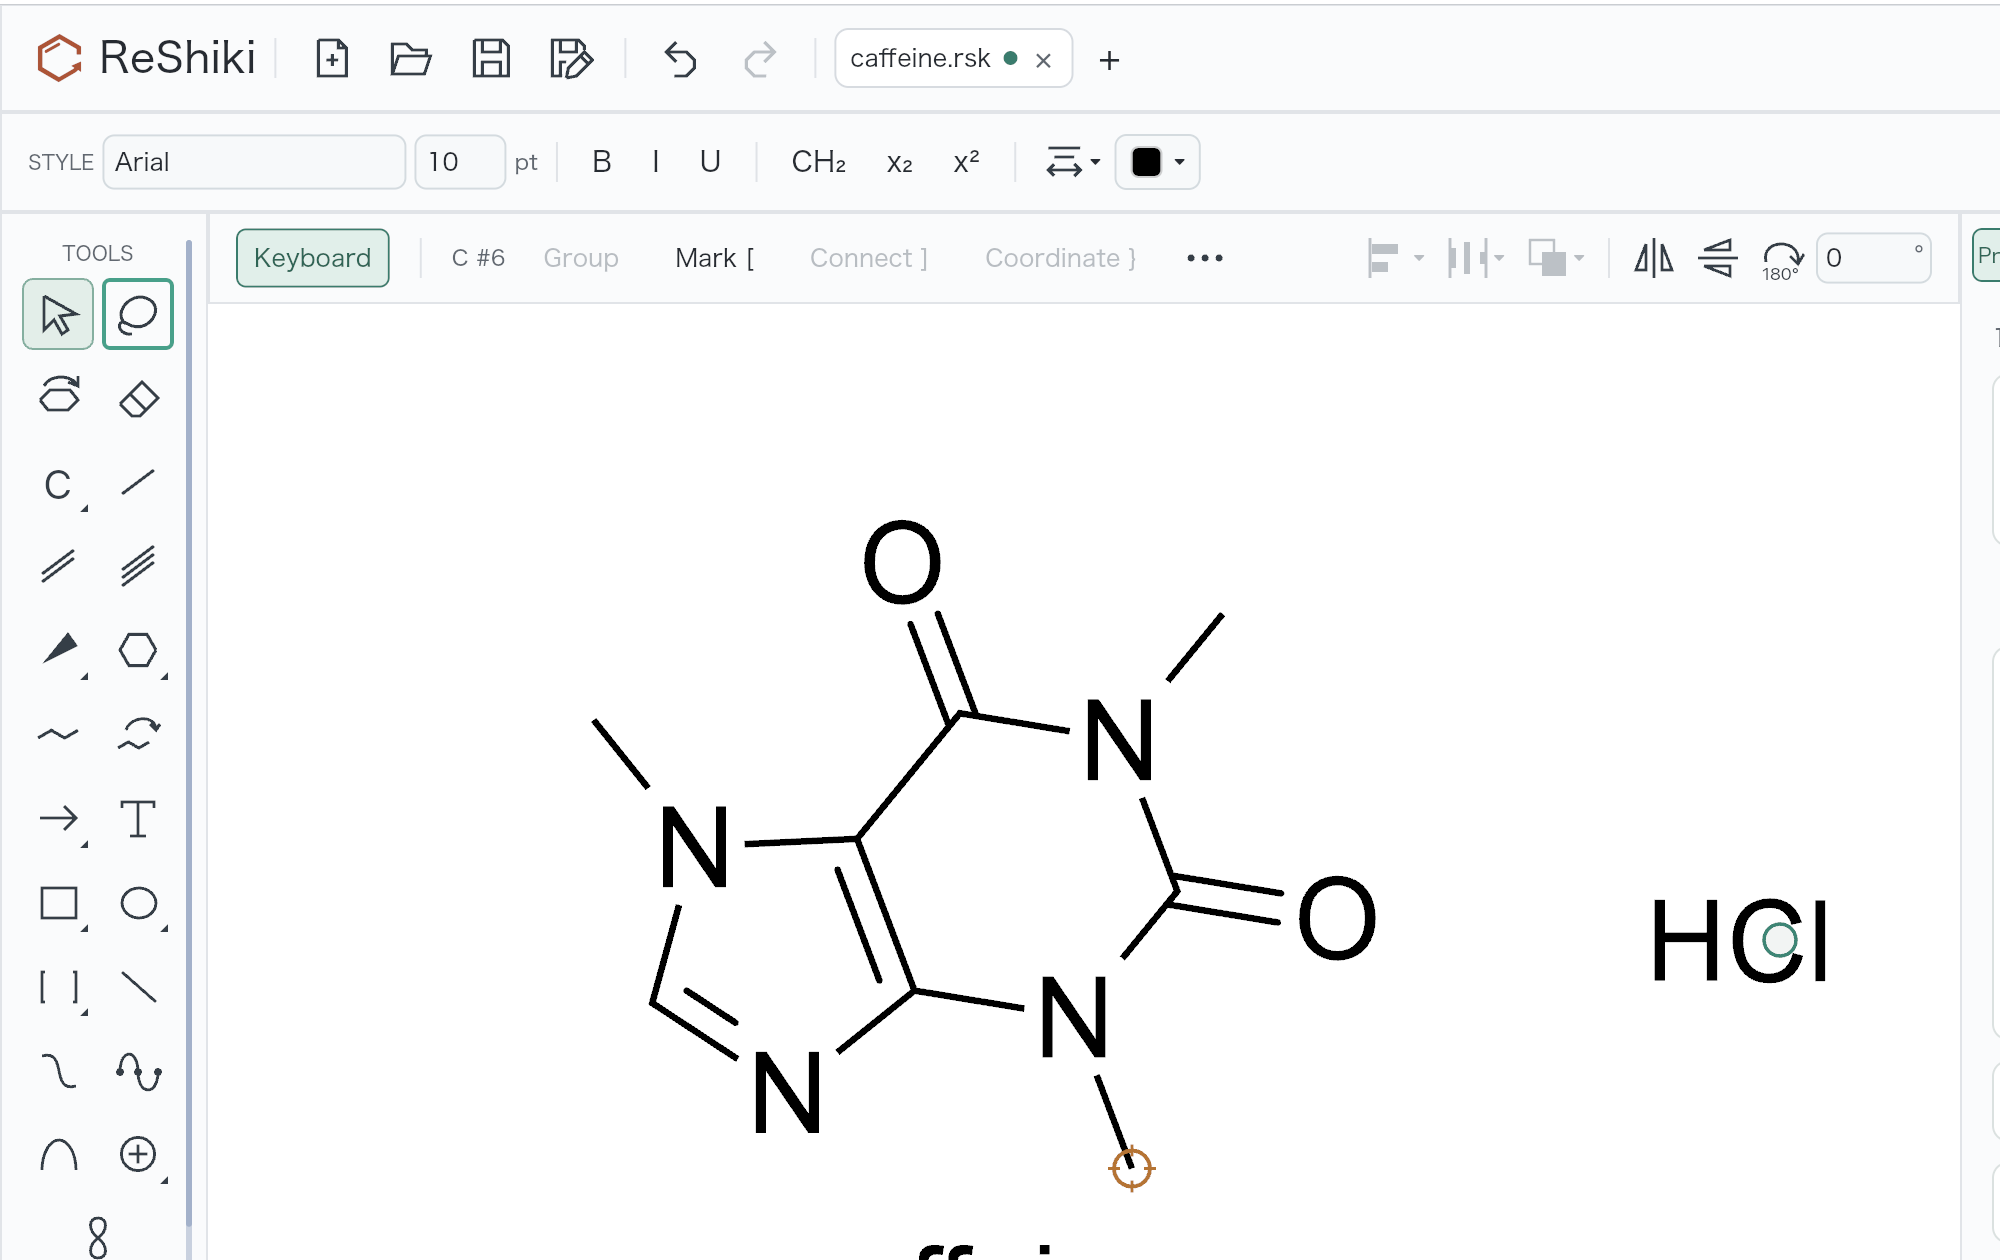 ReShiki caffeine.rsk × +
STYLE Arial 10 pt B I U CH₂ x₂ x²
TOOLS
Keyboard C #6 Group Mark [ Connect ] Coordinate } ••• 180° 0 °
C
T
[ ]
O
N
N
O
HCl
N
N